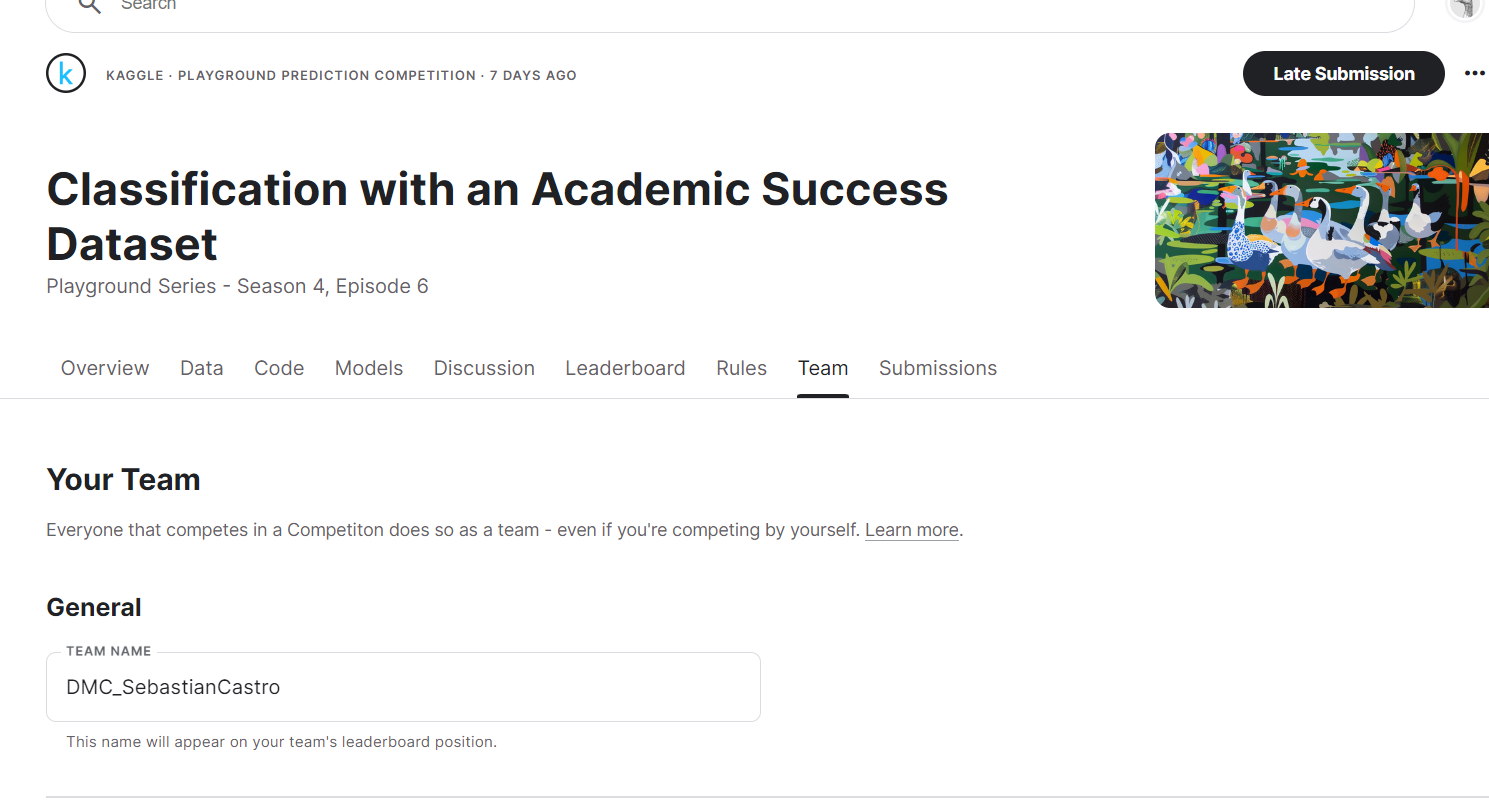 Search
k KAGGLE · PLAYGROUND PREDICTION COMPETITION · 7 DAYS AGO
Late Submission
Classification with an Academic Success
Dataset
Playground Series - Season 4, Episode 6
Overview Data Code Models Discussion Leaderboard Rules Team Submissions
Your Team
Everyone that competes in a Competiton does so as a team - even if you're competing by yourself. Learn more.
General
TEAM NAME
DMC_SebastianCastro
This name will appear on your team's leaderboard position.